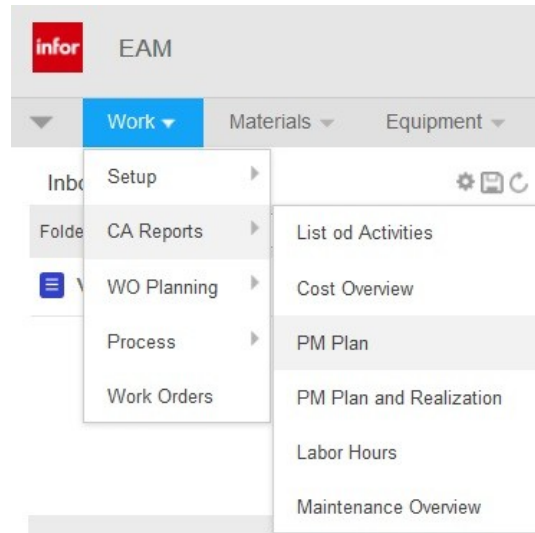 infor
EAM
Work
Materials
Equipment
Inbo
Setup
Folde
CA Reports
List od Activities
WO Planning
Cost Overview
Process
PM Plan
Work Orders
PM Plan and Realization
Labor Hours
Maintenance Overview